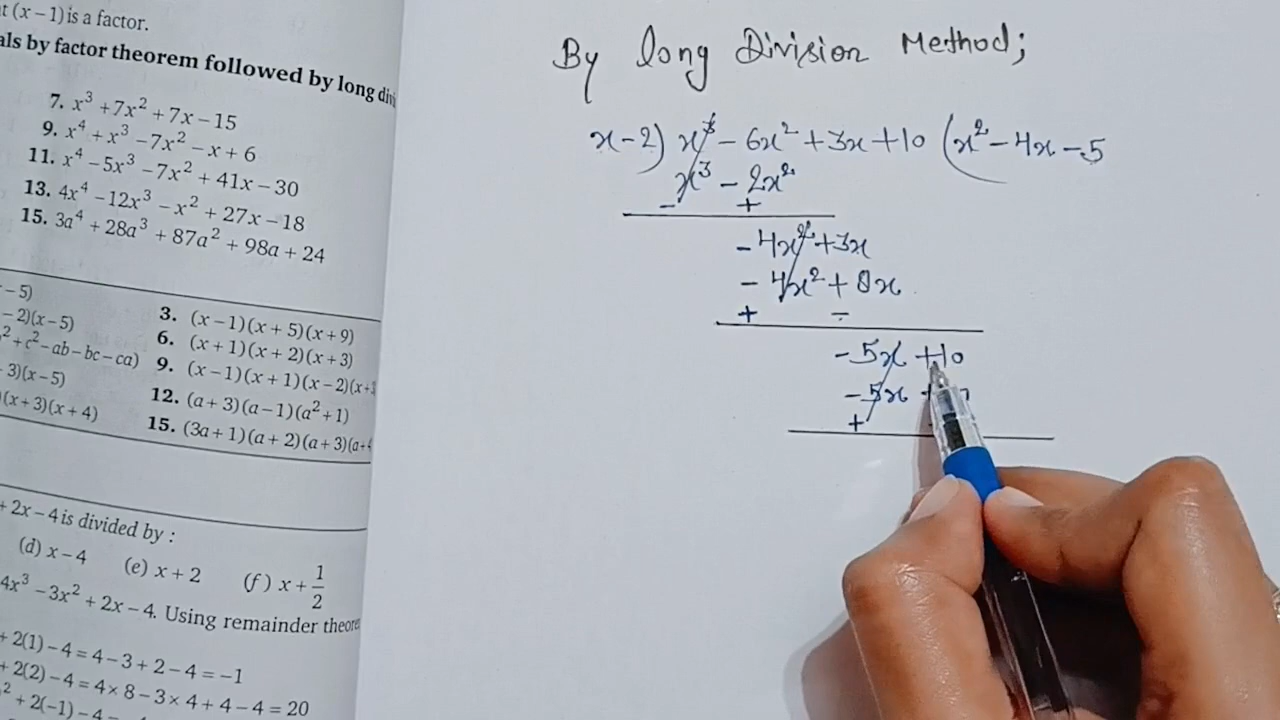 t (x – 1) is a factor.
als by factor theorem followed by long
7. x³ + 7x² + 7x – 15
9. x⁴ + x³ – 7x² – x + 6
11. x⁴ – 5x³ – 7x² + 41x – 30
13. 4x⁴ – 12x³ – x² + 27x – 18
15. 3a⁴ + 28a³ + 87a² + 98a + 24
– 5)
– 2)(x – 5)
² + c² – ab – bc – ca)
3)(x – 5)
(x + 3)(x + 4)
3. (x – 1)(x + 5)(x + 9)
6. (x + 1)(x + 2)(x + 3)
9. (x – 1)(x + 1)(x – 2)(x +
12. (a + 3)(a – 1)(a² + 1)
15. (3a + 1)(a + 2)(a + 3)(a +
+ 2x – 4 is divided by :
(d) x – 4 (e) x + 2 (f) x + 1/2
4x³ – 3x² + 2x – 4. Using remainder
+ 2(1) – 4 = 4 – 3 + 2 – 4 = –1
+ 2(2) – 4 = 4 × 8 – 3 × 4 + 4 – 4 = 20
² + 2(–1) – 4
By long Division Method;
x – 2) x³ – 6x² + 3x + 10 (x² – 4x – 5
x³ – 2x²
– +
– 4x² + 3x
– 4x² + 8x
+ –
– 5x + 10
– 5x
+